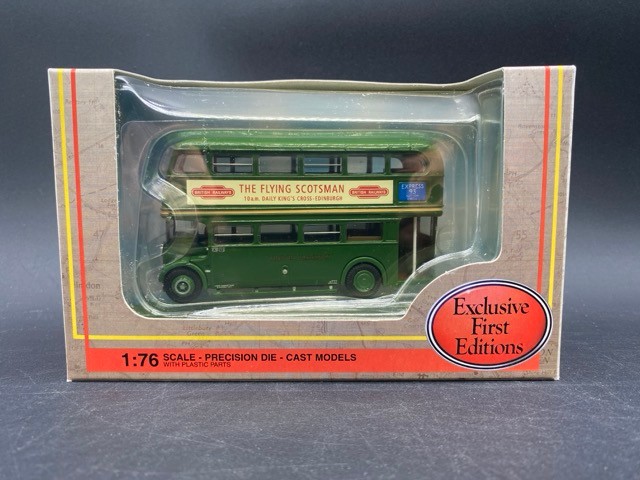 THE FLYING SCOTSMAN
10a.m. DAILY KING'S CROSS-EDINBURGH
BRITISH RAILWAYS
BRITISH RAILWAYS
EXPRESS
Exclusive
First
Editions
1:76 SCALE - PRECISION DIE - CAST MODELS
WITH PLASTIC PARTS